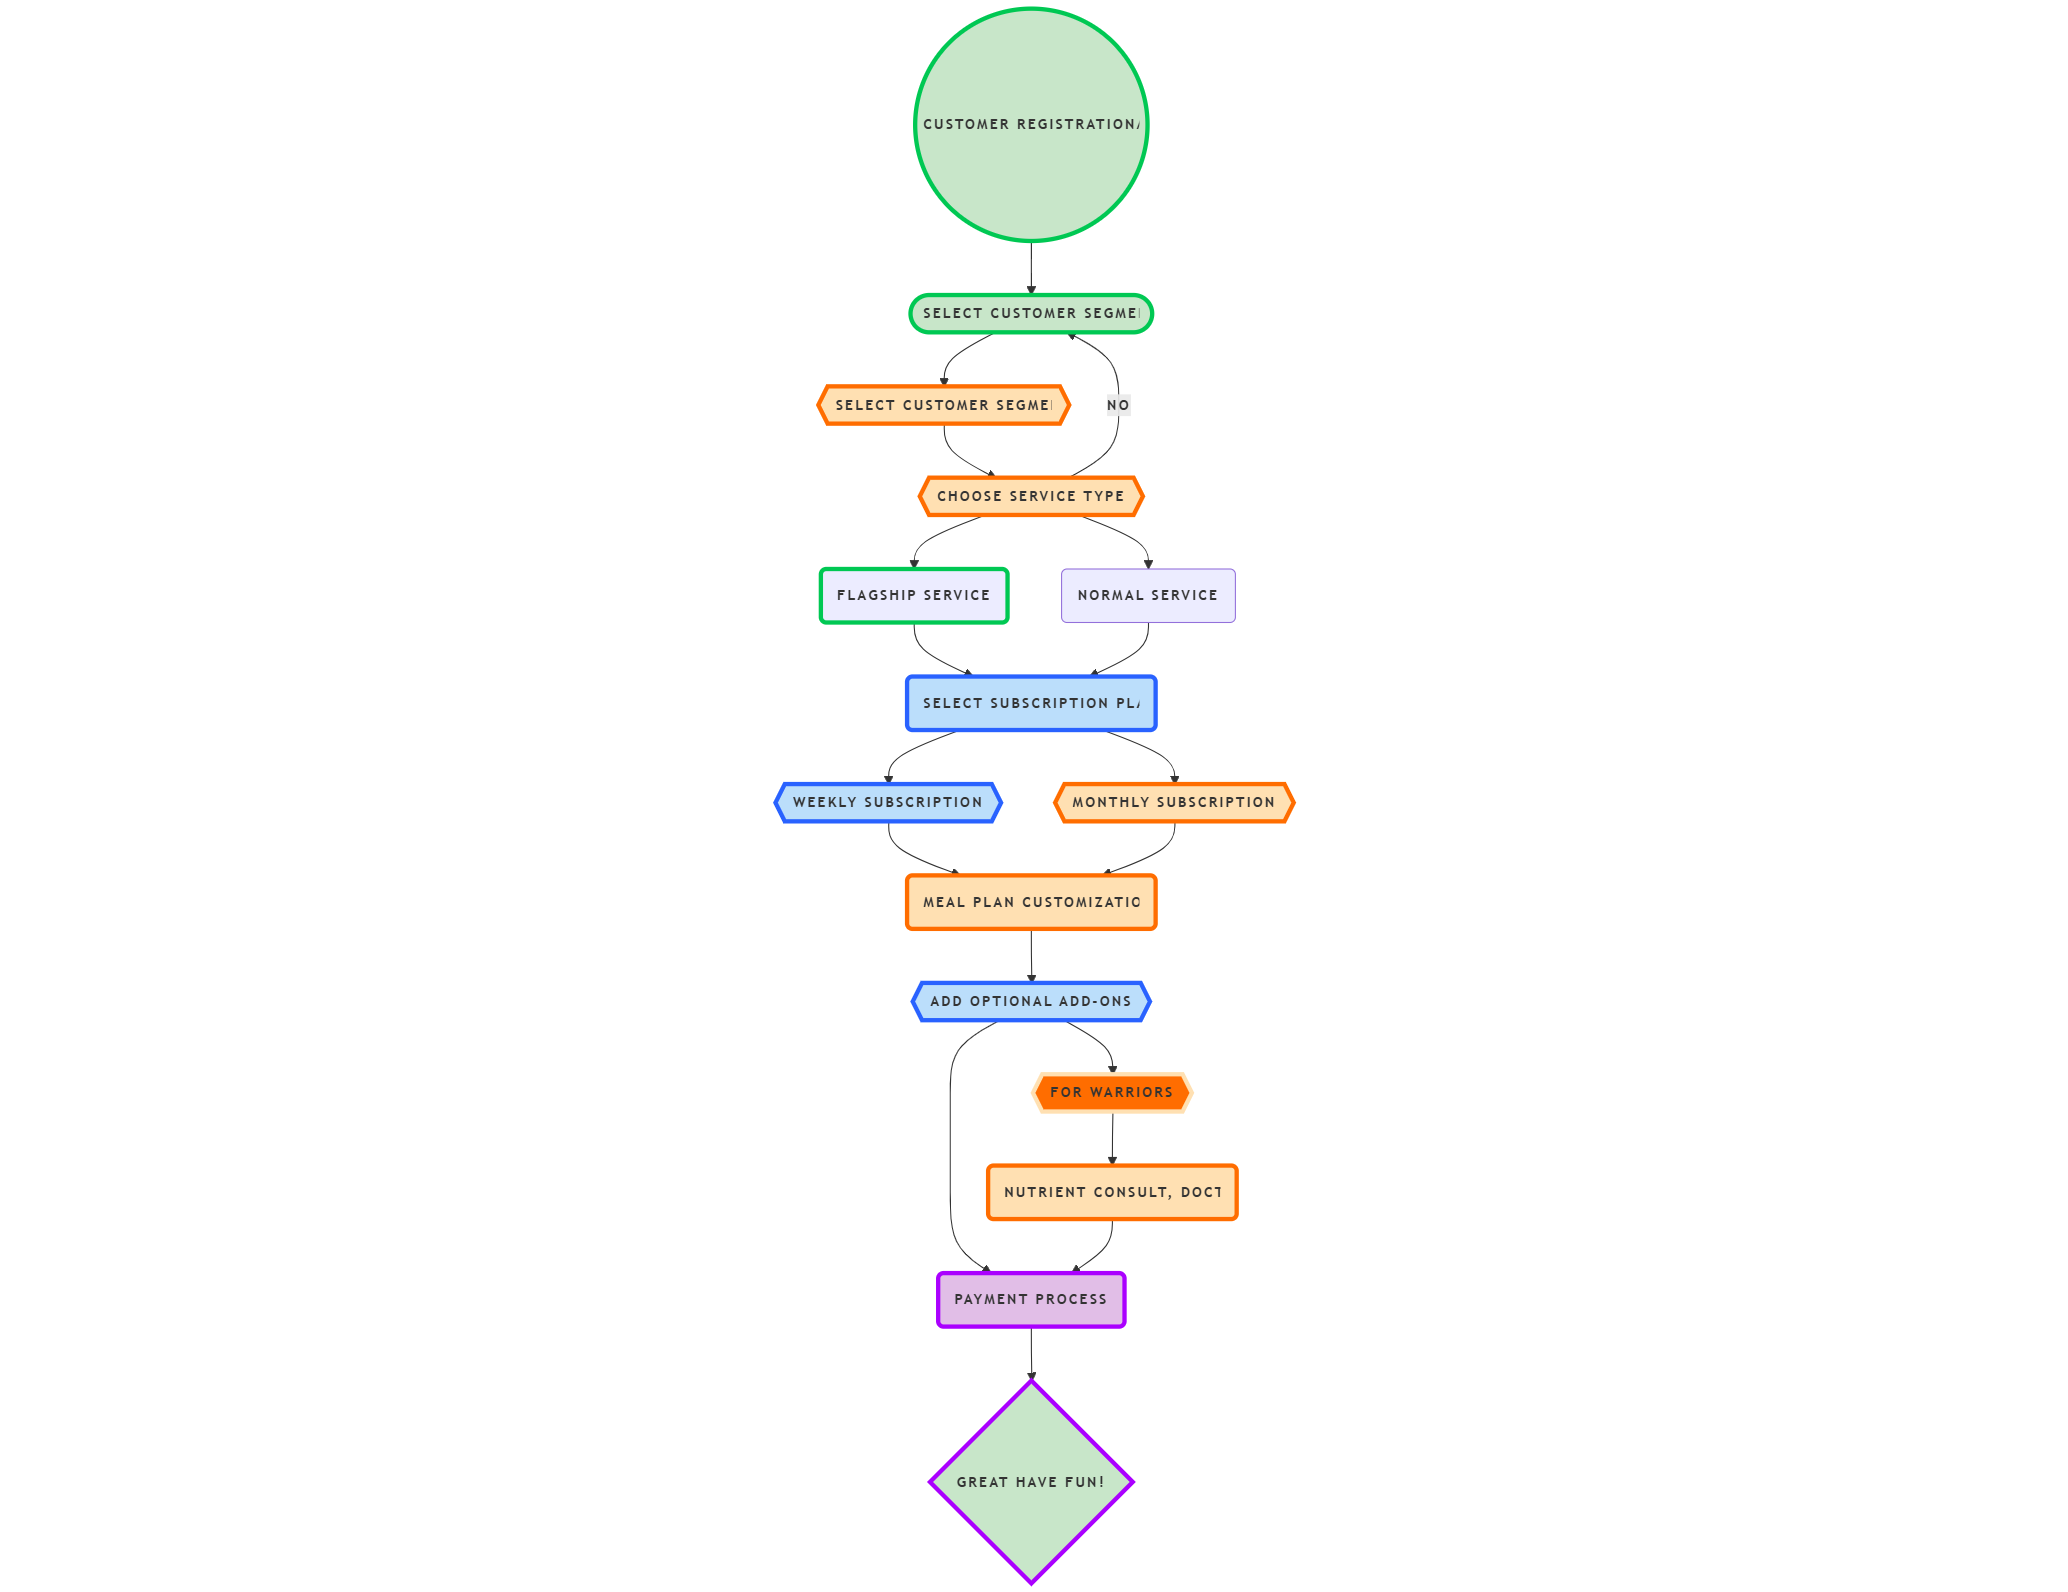 CUSTOMER REGISTRATION
SELECT CUSTOMER SEGME
SELECT CUSTOMER SEGME
NO
CHOOSE SERVICE TYPE
FLAGSHIP SERVICE
NORMAL SERVICE
SELECT SUBSCRIPTION PL
WEEKLY SUBSCRIPTION
MONTHLY SUBSCRIPTION
MEAL PLAN CUSTOMIZATIO
ADD OPTIONAL ADD-ONS
FOR WARRIORS
NUTRIENT CONSULT, DOCT
PAYMENT PROCESS
GREAT HAVE FUN!